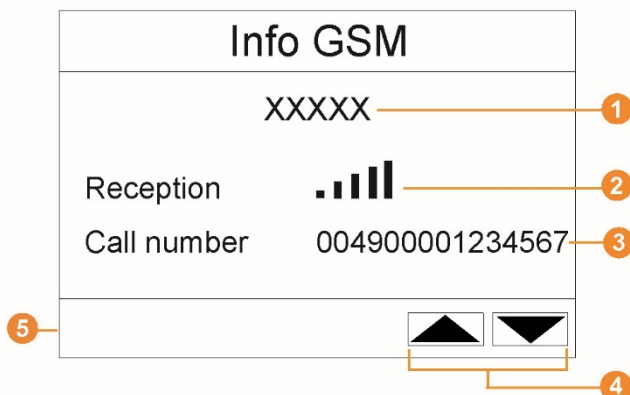 Info GSM
XXXXX
1
Reception
2
Call number 004900001234567
3
5
4